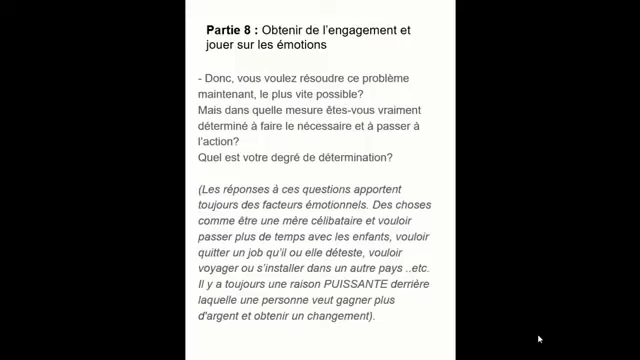 Partie 8 : Obtenir de l’engagement et
jouer sur les émotions
- Donc, vous voulez résoudre ce problème
maintenant, le plus vite possible?
Mais dans quelle mesure êtes-vous vraiment
déterminé à faire le nécessaire et à passer à
l’action?
Quel est votre degré de détermination?
(Les réponses à ces questions apportent
toujours des facteurs émotionnels. Des choses
comme être une mère célibataire et vouloir
passer plus de temps avec les enfants, vouloir
quitter un job qu’il ou elle déteste, vouloir
voyager ou s’installer dans un autre pays ..etc.
Il y a toujours une raison PUISSANTE derrière
laquelle une personne veut gagner plus
d’argent et obtenir un changement).